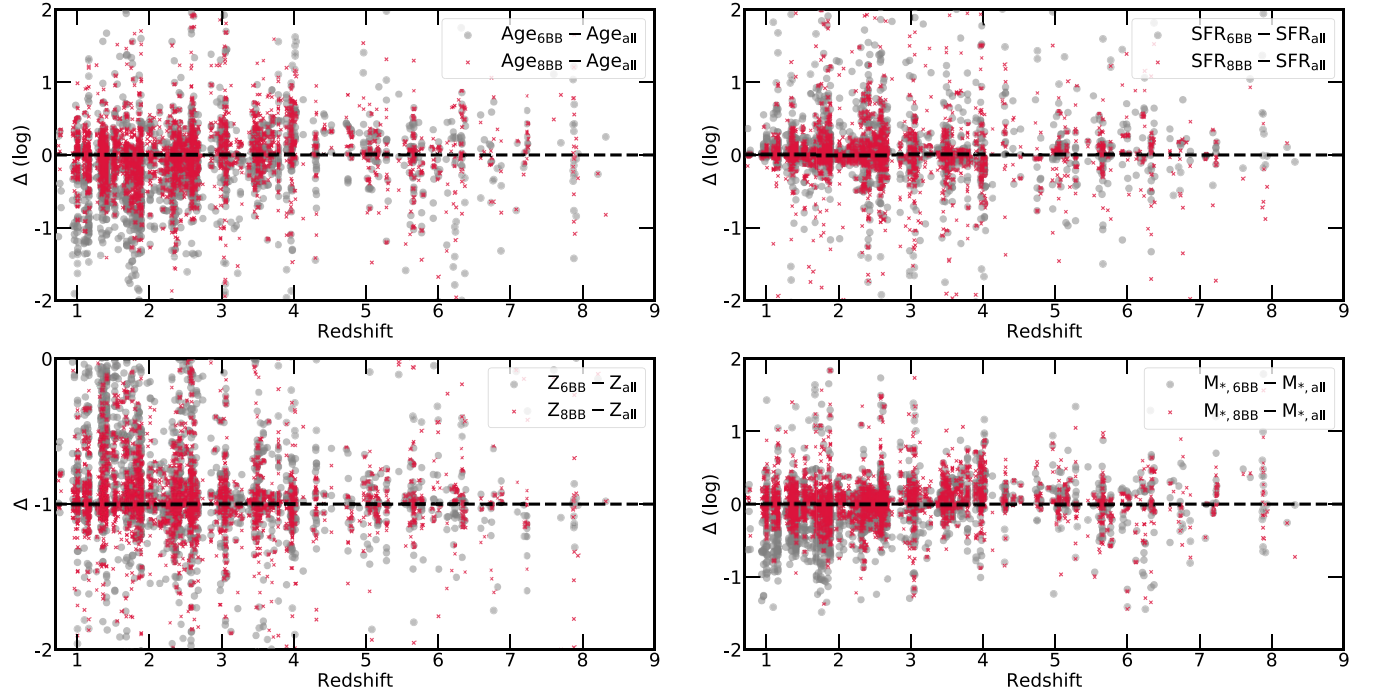 2
1
0
-1
-2
Δ (log)
Age6BB − Ageall
Age8BB − Ageall
1 2 3 4 5 6 7 8 9
Redshift
2
1
0
-1
-2
Δ (log)
SFR6BB − SFRall
SFR8BB − SFRall
1 2 3 4 5 6 7 8 9
Redshift
0
-1
-2
Δ
Z6BB − Zall
Z8BB − Zall
1 2 3 4 5 6 7 8 9
Redshift
2
1
0
-1
-2
Δ (log)
M*,6BB − M*,all
M*,8BB − M*,all
1 2 3 4 5 6 7 8 9
Redshift